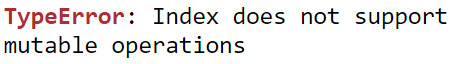 TypeError: Index does not support
mutable operations